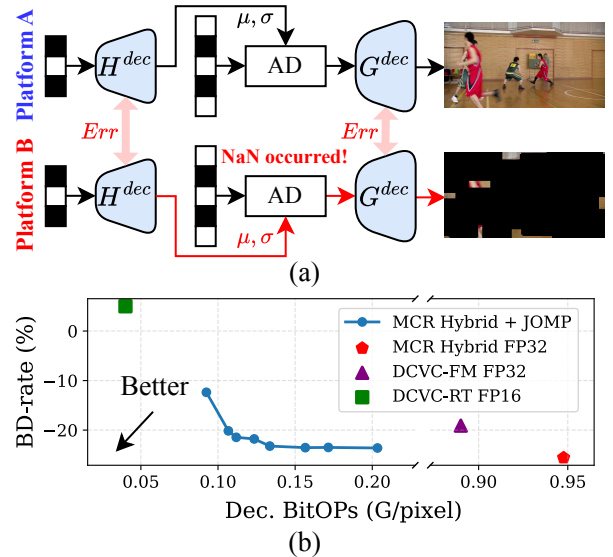 Platform A
H^{dec}
μ, σ
AD
G^{dec}
Err
Err
Platform B
H^{dec}
NaN occurred!
AD
G^{dec}
μ, σ
(a)
BD-rate (%)
0
−10
−20
Better
MCR Hybrid + JOMP
MCR Hybrid FP32
DCVC-FM FP32
DCVC-RT FP16
0.05
0.10
0.15
0.20
0.90
0.95
Dec. BitOPs (G/pixel)
(b)